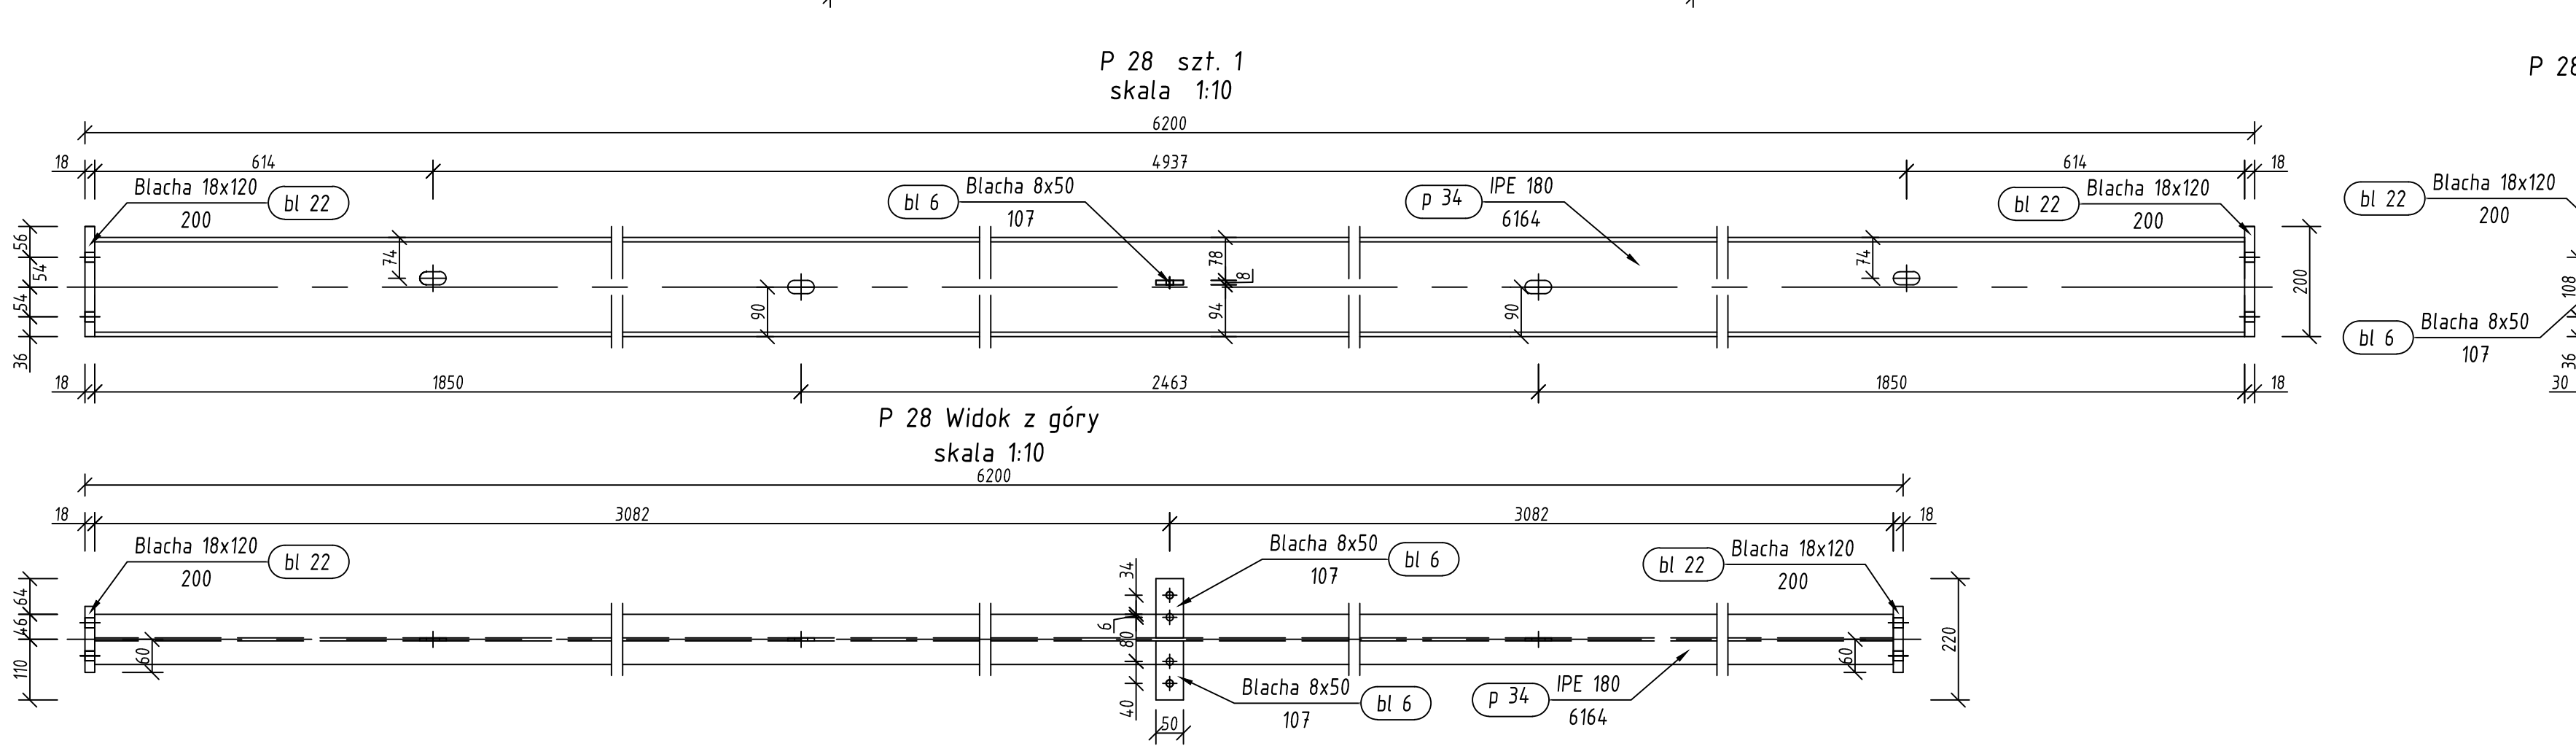 P 28 szt. 1
skala 1:10
P 28
6200
18 614 4937 614 18
Blacha 18x120
200
bl 22
bl 6
Blacha 8x50
107
p 34
IPE 180
6164
bl 22
Blacha 18x120
200
bl 22
Blacha 18x120
200
56
54
54
36
74
90
78
8
94
90
74
200
108
36
bl 6
Blacha 8x50
107
18 1850 2463 1850 18
30
P 28 Widok z góry
skala 1:10
6200
18 3082 3082 18
Blacha 18x120
200
bl 22
Blacha 8x50
107
bl 6
bl 22
Blacha 18x120
200
64
46
110
60
34
6
80
40
60
220
Blacha 8x50
107
bl 6
p 34
IPE 180
6164
50